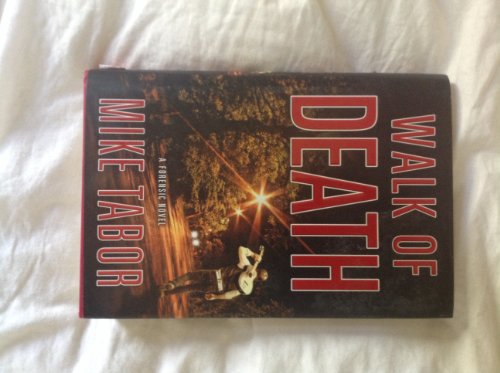 WALK OF
DEATH
A FORENSIC NOVEL
MIKE TABOR